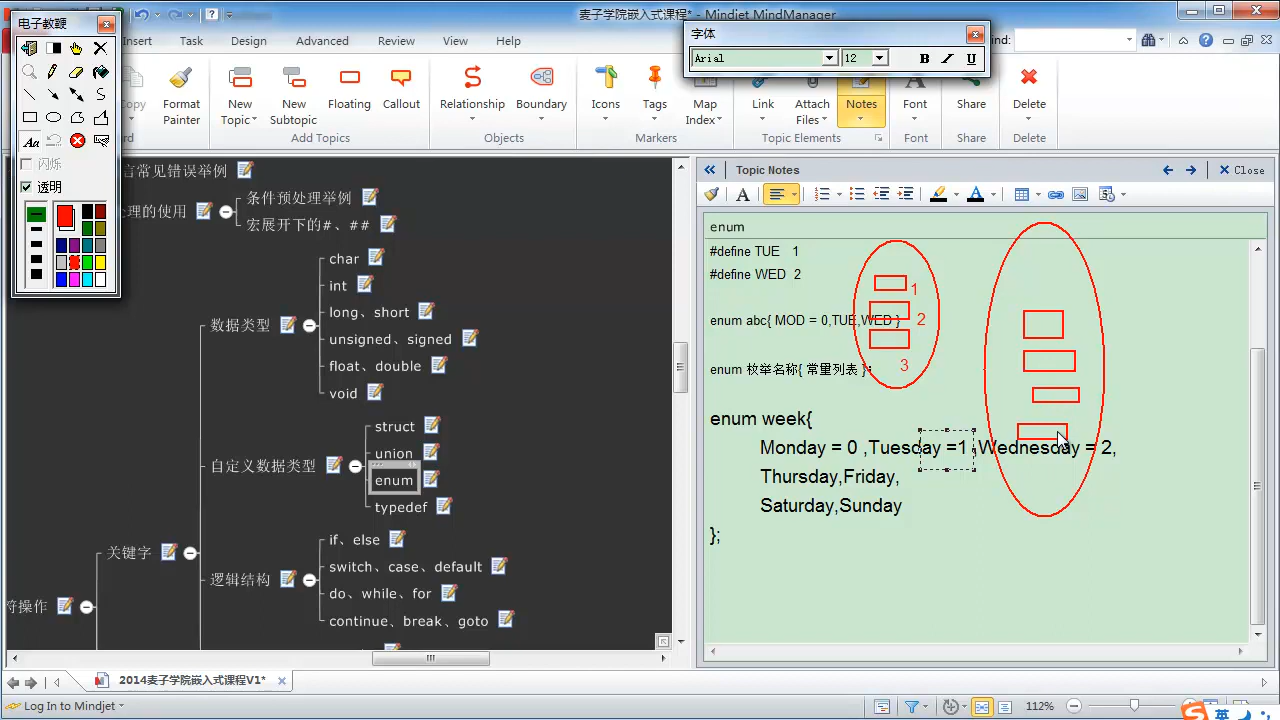 麦子学院嵌入式课程* - Mindjet MindManager
电子教鞭
字体
Insert Task Design Advanced Review View Help
Arial 12 B I U
Copy
Format Painter
New Topic
New Subtopic
Floating
Callout
Relationship
Boundary
Icons
Tags
Map Index
Link
Attach Files
Notes
Font
Share
Delete
Add Topics
Objects
Markers
Topic Elements
Font
Share
Delete
Aa
闪烁
透明
言常见错误举例
理的使用
条件预处理举例
宏展开下的#、##
数据类型
char
int
long、short
unsigned、signed
float、double
void
自定义数据类型
struct
union
enum
typedef
关键字
符操作
逻辑结构
if、else
switch、case、default
do、while、for
continue、break、goto
Topic Notes
Close
enum
#define TUE 1
#define WED 2
enum abc{ MOD = 0,TUE,WED }
enum 枚举名称{ 常量列表 };
enum week{
Monday = 0 ,Tuesday =1 ,Wednesday = 2,
Thursday,Friday,
Saturday,Sunday
};
1
2
3
2014麦子学院嵌入式课程V1*
Log In to Mindjet
112%
英